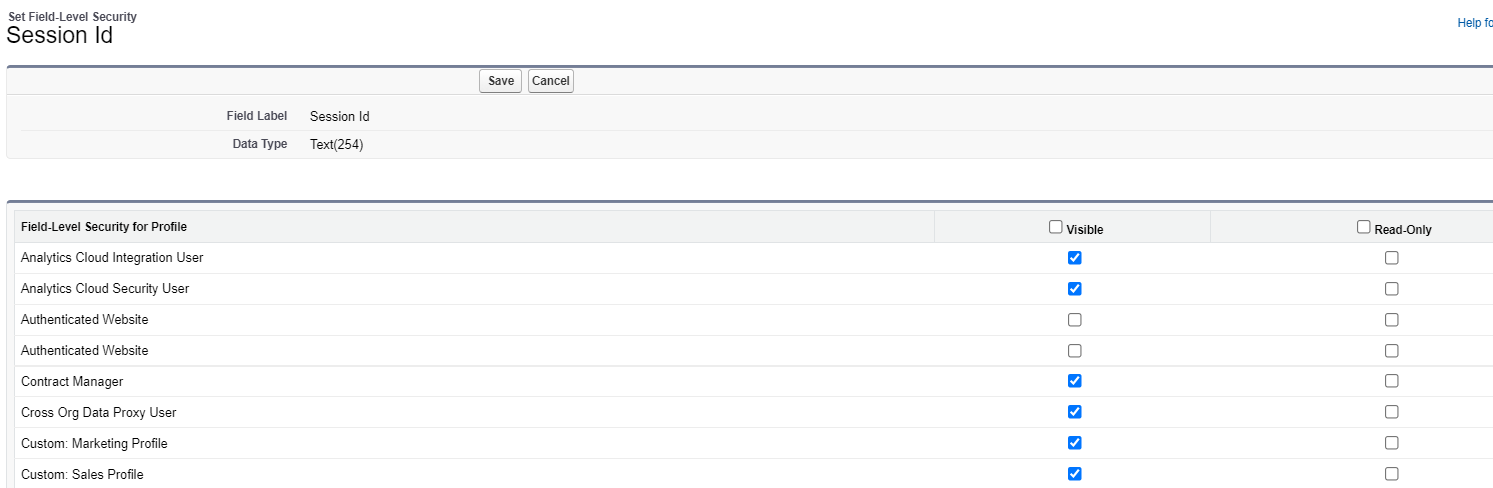 Set Field-Level Security
Session Id
Help fo
Save Cancel
Field Label Session Id
Data Type Text(254)
Field-Level Security for Profile Visible Read-Only
Analytics Cloud Integration User
Analytics Cloud Security User
Authenticated Website
Authenticated Website
Contract Manager
Cross Org Data Proxy User
Custom: Marketing Profile
Custom: Sales Profile